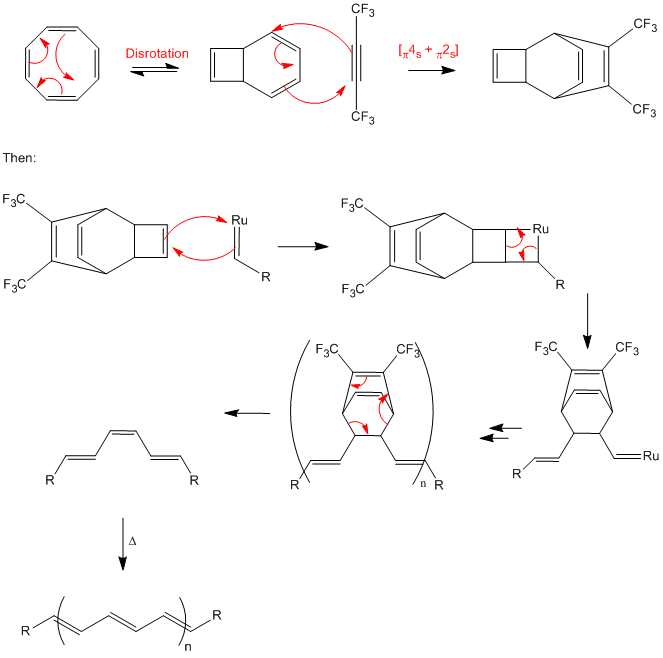 CF₃
CF₃
Disrotation
[π4s + π2s]
CF₃
CF₃
Then:
F₃C
Ru
F₃C
R
F₃C
Ru
F₃C
R
F₃C
CF₃
F₃C
CF₃
R
R
n
R
Ru
R
R
Δ
R
R
n